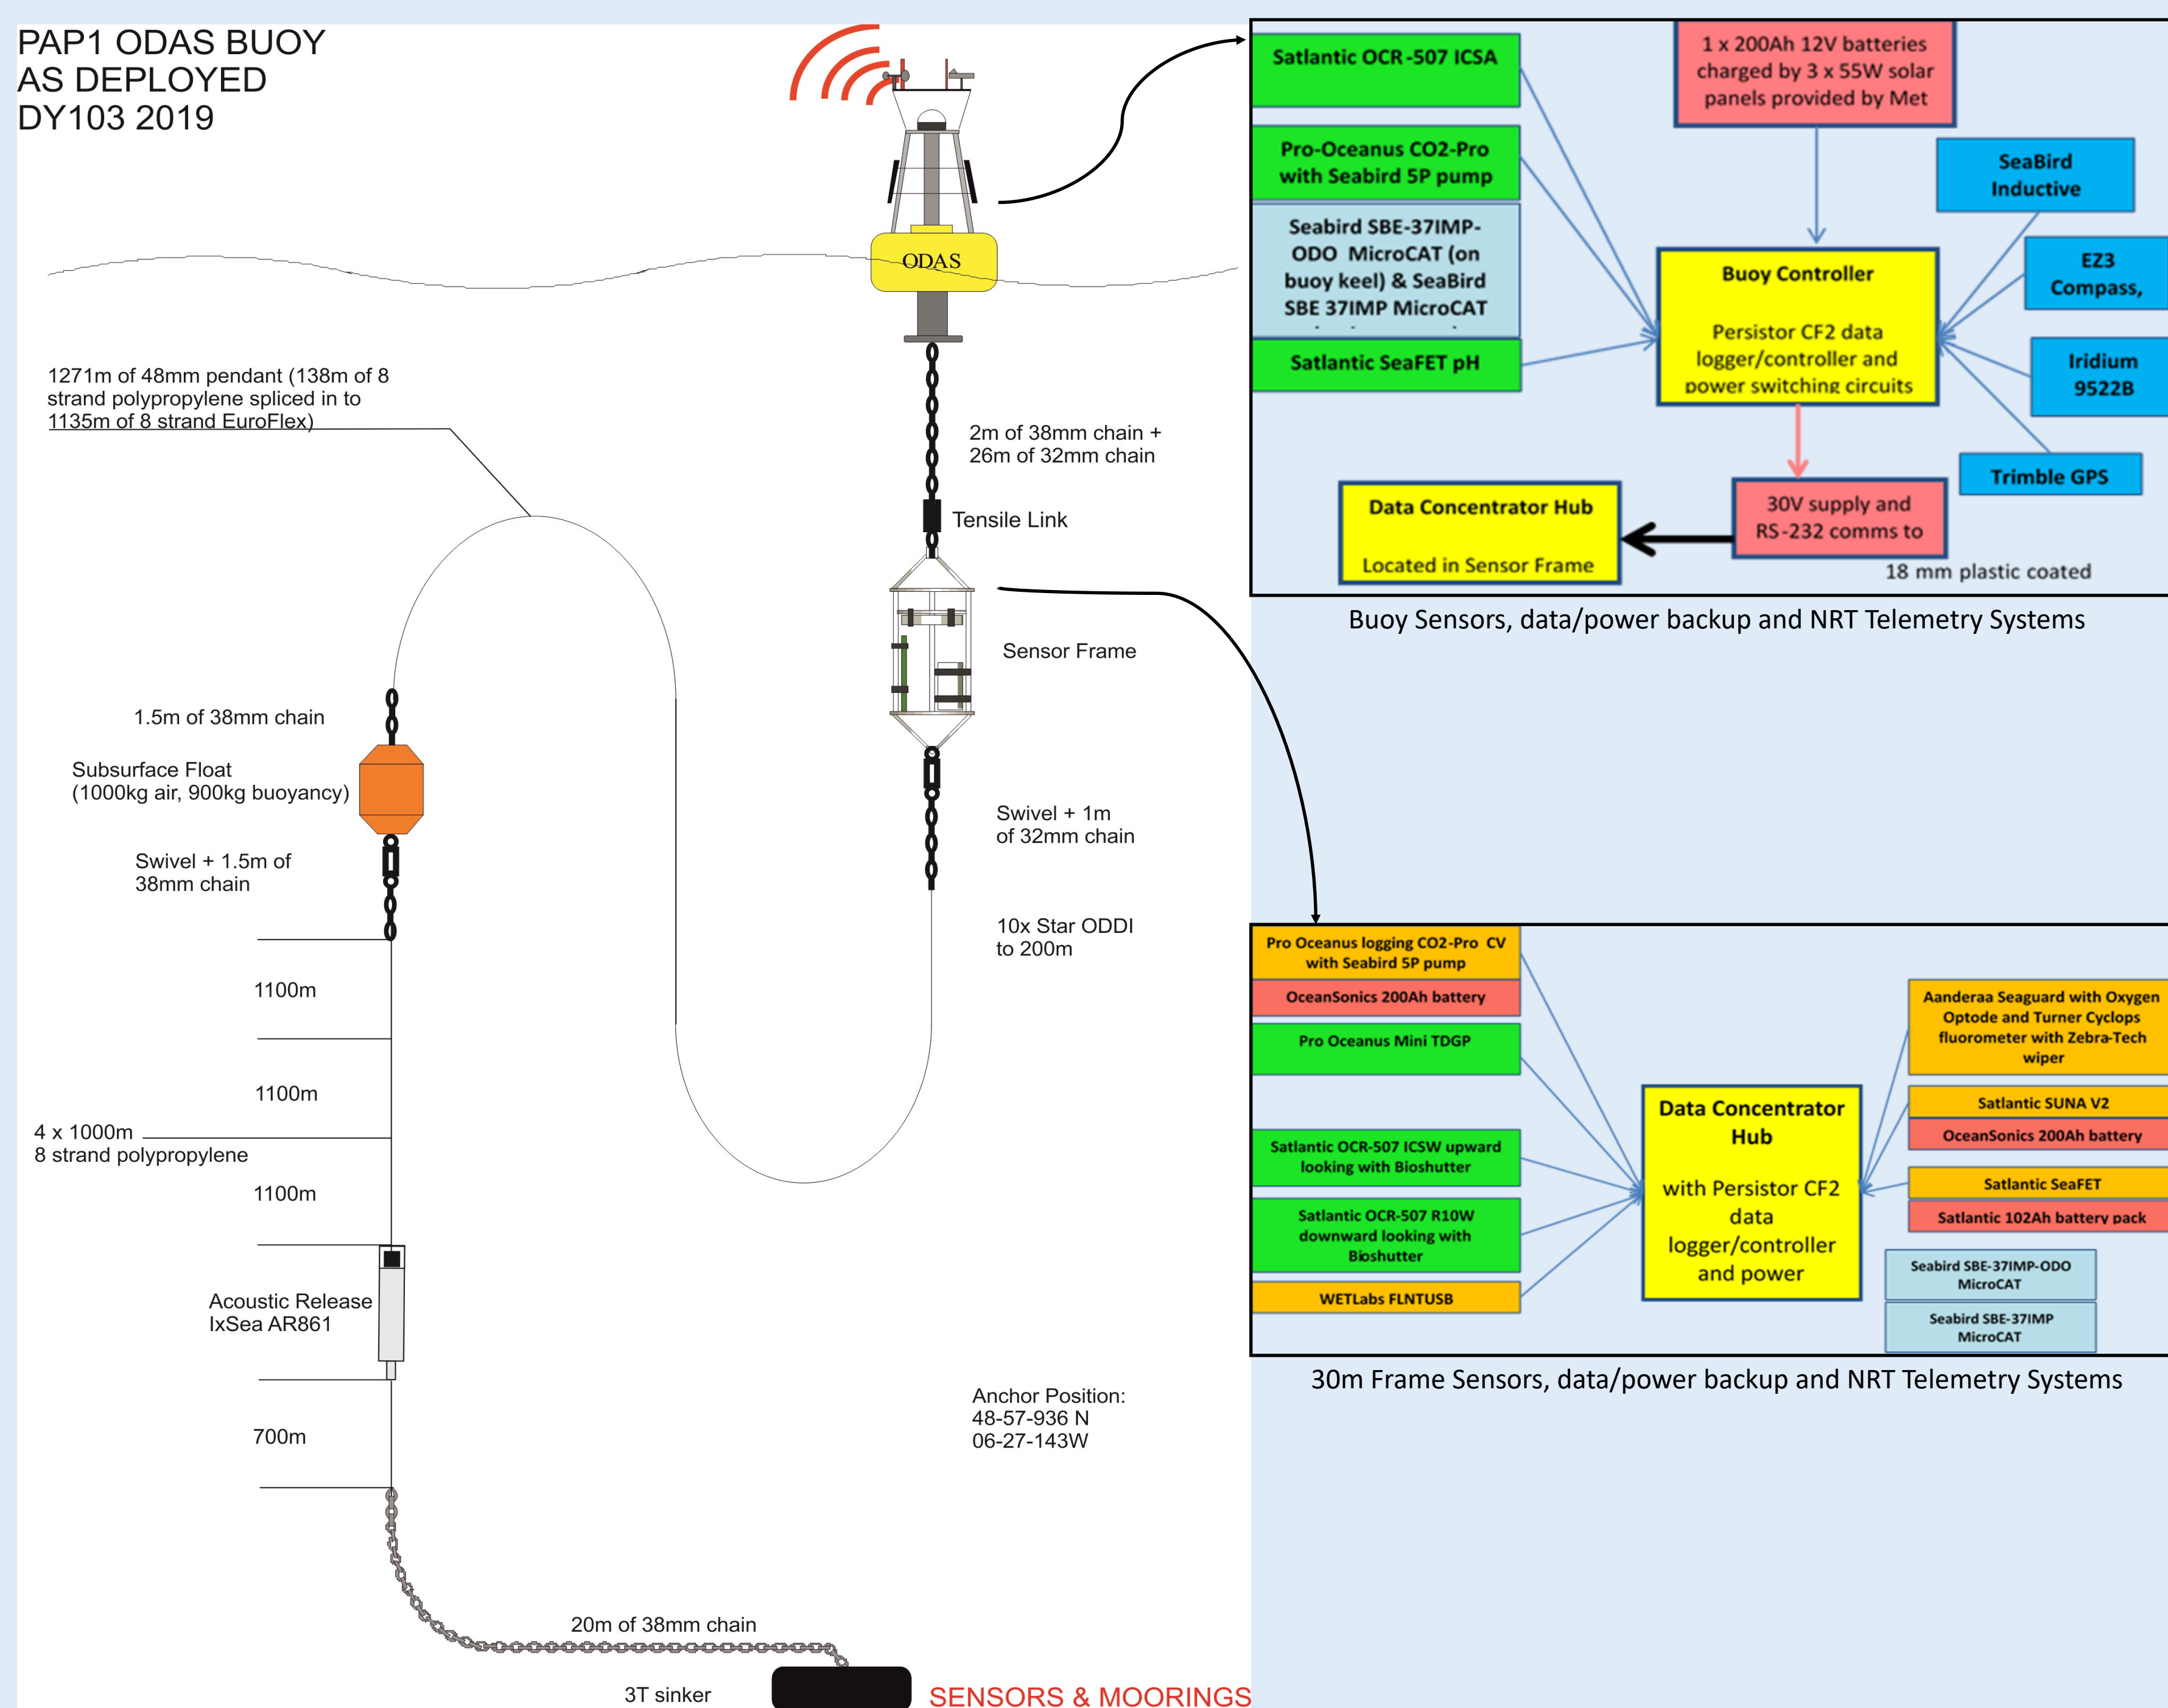 PAP1 ODAS BUOY
AS DEPLOYED
DY103 2019
ODAS
1271m of 48mm pendant (138m of 8
strand polypropylene spliced in to
1135m of 8 strand EuroFlex)
2m of 38mm chain +
26m of 32mm chain
Tensile Link
Sensor Frame
1.5m of 38mm chain
Subsurface Float
(1000kg air, 900kg buoyancy)
Swivel + 1m
of 32mm chain
Swivel + 1.5m of
38mm chain
10x Star ODDI
to 200m
1100m
1100m
4 x 1000m
8 strand polypropylene
1100m
Acoustic Release
IxSea AR861
Anchor Position:
48-57-936 N
06-27-143W
700m
20m of 38mm chain
3T sinker
SENSORS & MOORINGS
Satlantic OCR-507 ICSA
1 x 200Ah 12V batteries
charged by 3 x 55W solar
panels provided by Met
Pro-Oceanus CO2-Pro
with Seabird 5P pump
SeaBird
Inductive
Seabird SBE-37IMP-
ODO MicroCAT (on
buoy keel) & SeaBird
SBE 37IMP MicroCAT
EZ3
Compass,
Buoy Controller
Persistor CF2 data
logger/controller and
power switching circuits
Satlantic SeaFET pH
Iridium
9522B
Trimble GPS
Data Concentrator Hub
Located in Sensor Frame
30V supply and
RS-232 comms to
18 mm plastic coated
Buoy Sensors, data/power backup and NRT Telemetry Systems
Pro Oceanus logging CO2-Pro CV
with Seabird 5P pump
OceanSonics 200Ah battery
Pro Oceanus Mini TDGP
Satlantic OCR-507 ICSW upward
looking with Bioshutter
Satlantic OCR-507 R10W
downward looking with
Bioshutter
WETLabs FLNTUSB
Data Concentrator
Hub
with Persistor CF2
data
logger/controller
and power
Aanderaa Seaguard with Oxygen
Optode and Turner Cyclops
fluorometer with Zebra-Tech
wiper
Satlantic SUNA V2
OceanSonics 200Ah battery
Satlantic SeaFET
Satlantic 102Ah battery pack
Seabird SBE-37IMP-ODO
MicroCAT
Seabird SBE-37IMP
MicroCAT
30m Frame Sensors, data/power backup and NRT Telemetry Systems